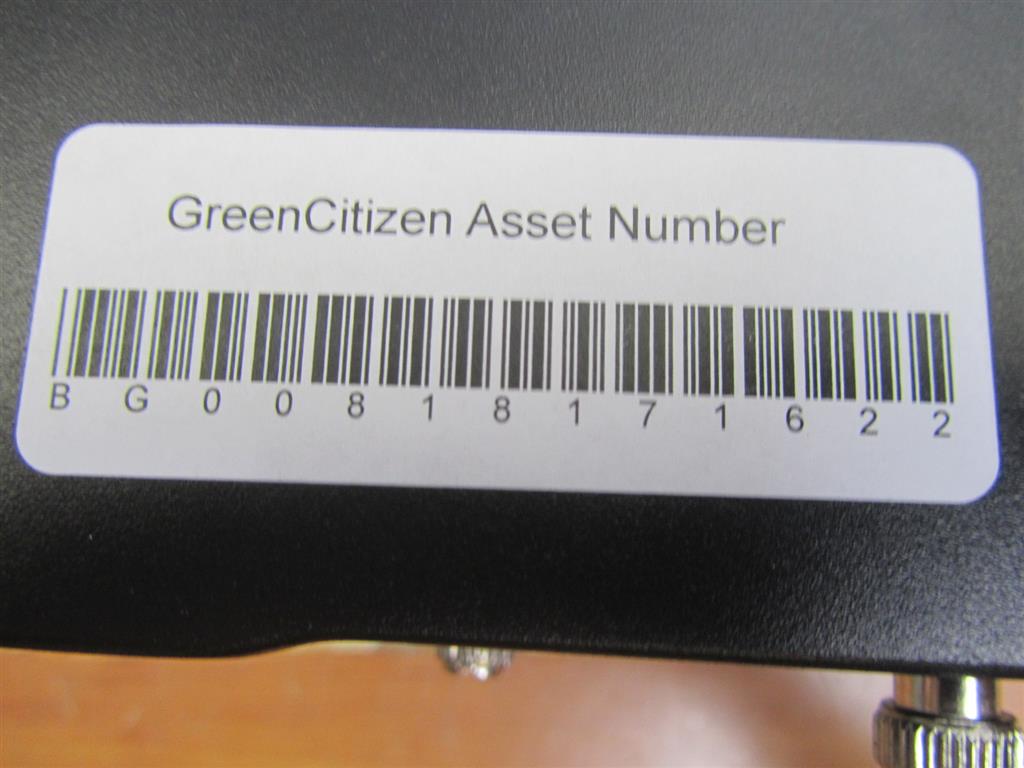 GreenCitizen Asset Number
B G 0 0 8 1 8 1 7 1 6 2 2